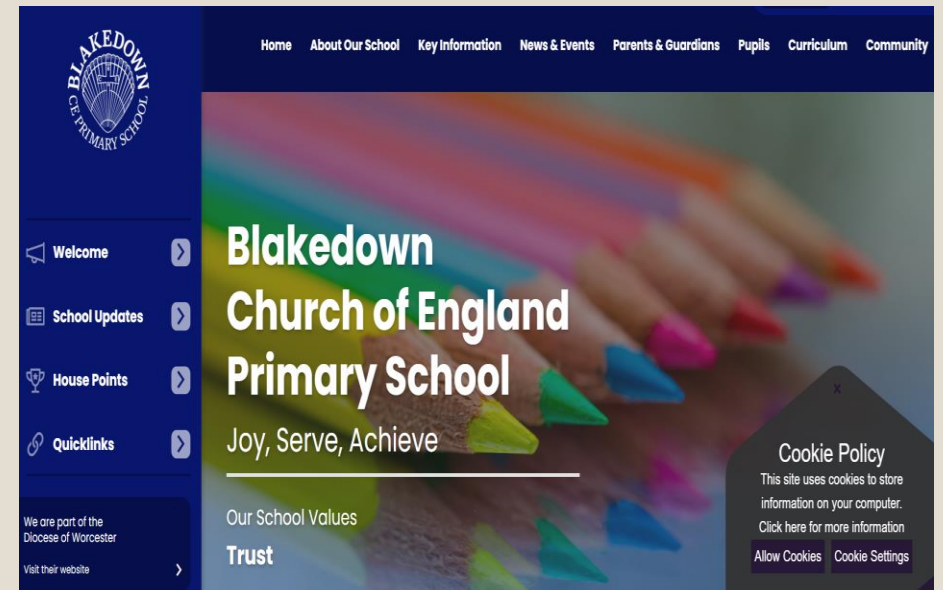 BLAKEDOWN
CE PRIMARY SCHOOL
Home About Our School Key Information News & Events Parents & Guardians Pupils Curriculum Community
Welcome
School Updates
House Points
Quicklinks
We are part of the
Diocese of Worcester
Visit their website
Blakedown
Church of England
Primary School
Joy, Serve, Achieve
Our School Values
Trust
x
Cookie Policy
This site uses cookies to store
information on your computer.
Click here for more information
Allow Cookies Cookie Settings